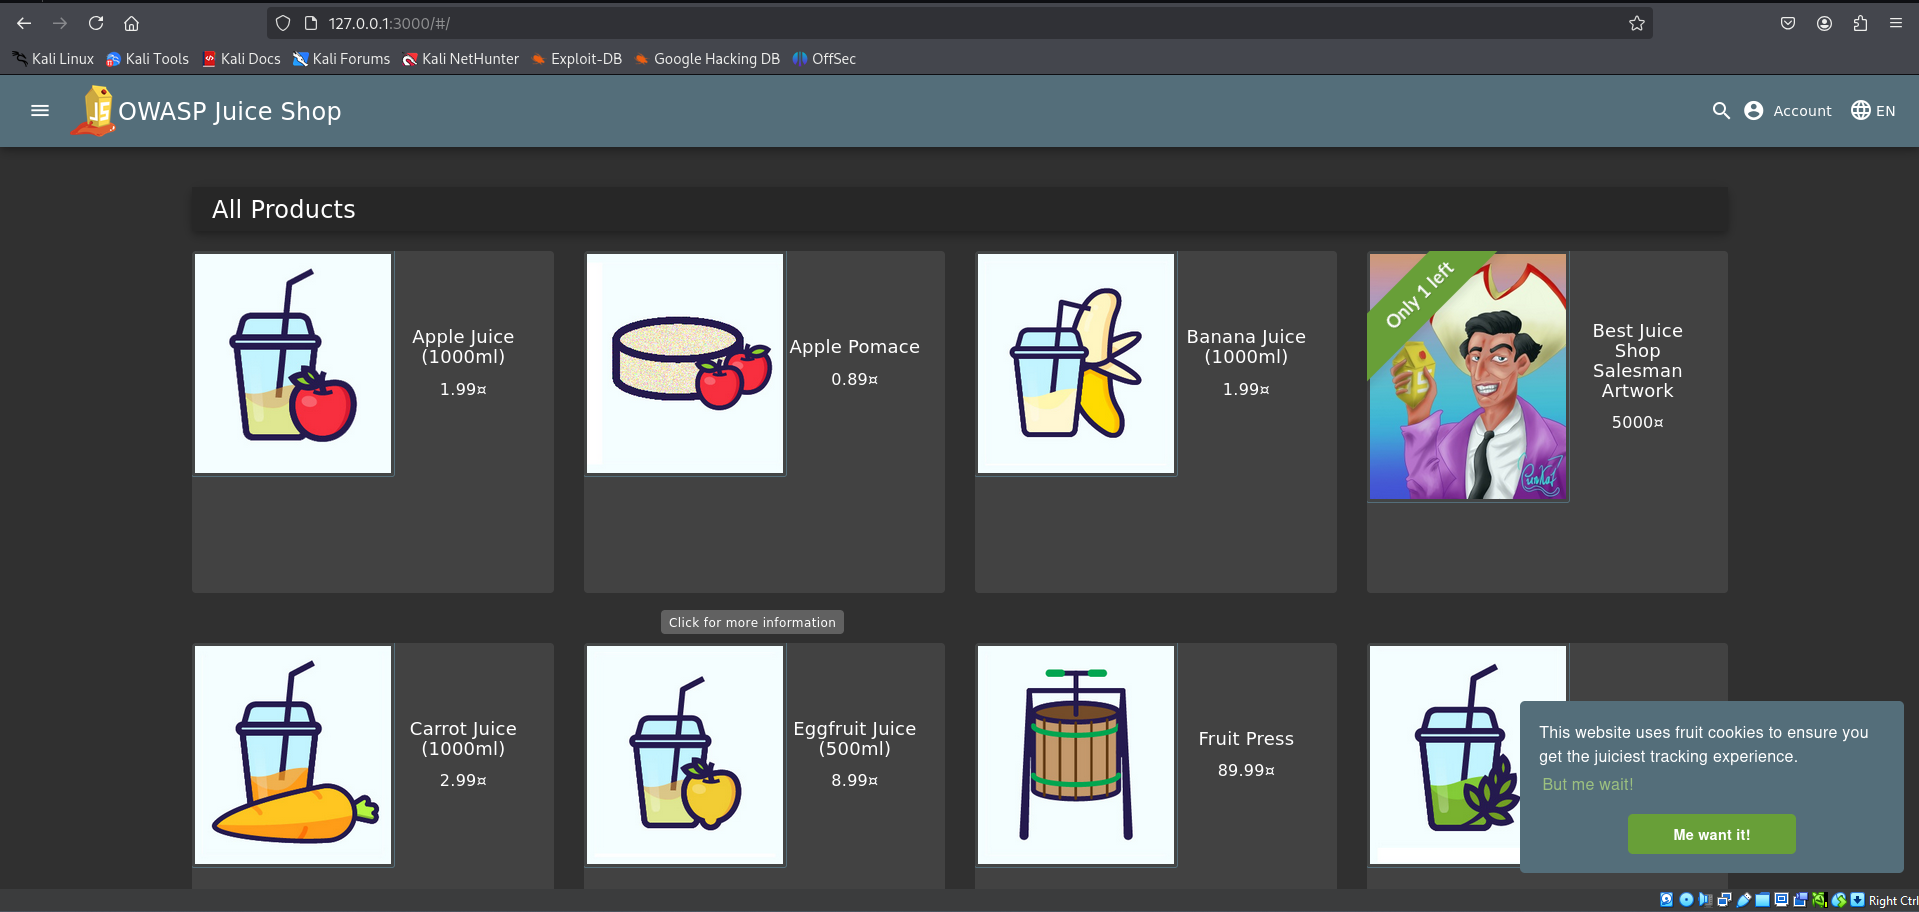 127.0.0.1:3000/#/
Kali Linux Kali Tools Kali Docs Kali Forums Kali NetHunter Exploit-DB Google Hacking DB OffSec
OWASP Juice Shop
Account
EN
All Products
Apple Juice
(1000ml)
1.99¤
Apple Pomace
0.89¤
Banana Juice
(1000ml)
1.99¤
Only 1 left
Best Juice
Shop
Salesman
Artwork
5000¤
Click for more information
Carrot Juice
(1000ml)
2.99¤
Eggfruit Juice
(500ml)
8.99¤
Fruit Press
89.99¤
This website uses fruit cookies to ensure you
get the juiciest tracking experience.
But me wait!
Me want it!
Right Ctrl